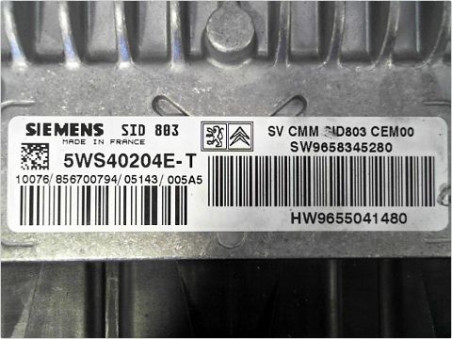 SIEMENS SID 803
MADE IN FRANCE
5WS40204E-T
10076/856700794/05143/005A5
SV CMM SID803 CEM00
SW9658345280
HW9655041480